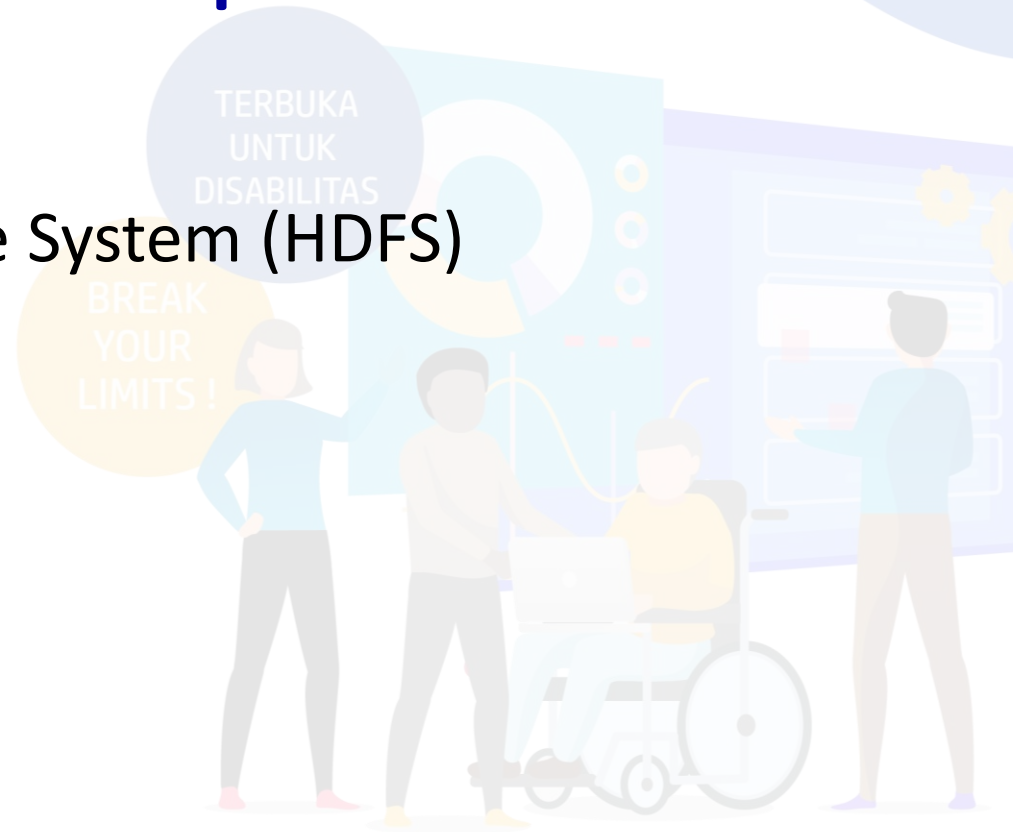 TERBUKA
UNTUK
DISABILITAS
System (HDFS)
BREAK
YOUR
LIMITS !